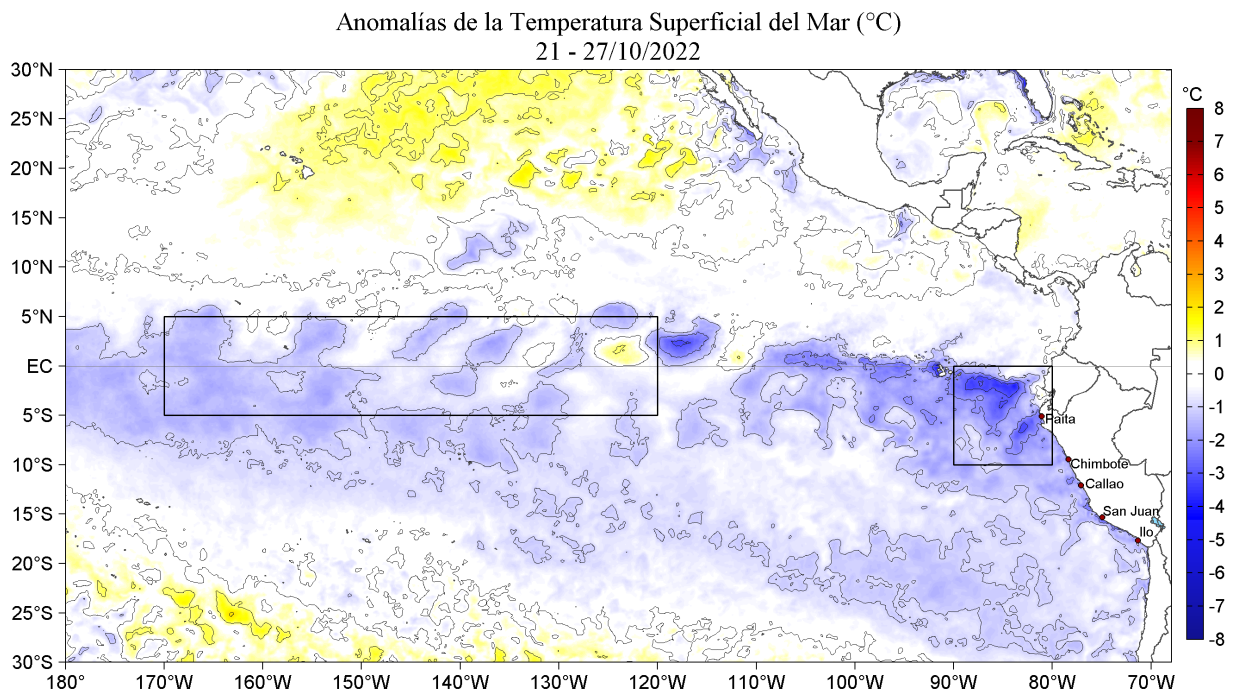 Anomalías de la Temperatura Superficial del Mar (°C)
21 - 27/10/2022
30°N
25°N
20°N
15°N
10°N
5°N
EC
5°S
10°S
15°S
20°S
25°S
30°S
180
170°W
160°W
150°W
140°W
130°W
120°W
110°W
100°W
90°W
80°W
70°W
Paita
Chimbote
Callao
San Juan
Ilo
°C
8
7
6
5
4
3
2
1
0
-1
-2
-3
-4
-5
-6
-7
-8